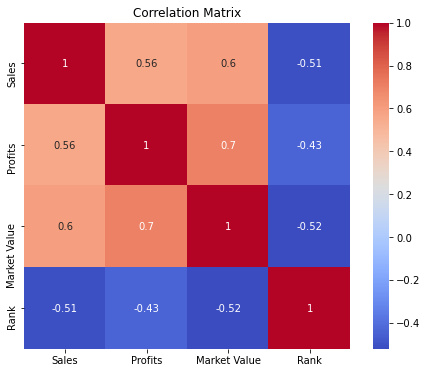 Correlation Matrix
Sales
1
0.56
0.6
-0.51
Profits
0.56
1
0.7
-0.43
Market Value
0.6
0.7
1
-0.52
Rank
-0.51
-0.43
-0.52
1
Sales
Profits
Market Value
Rank
1.0
0.8
0.6
0.4
0.2
0.0
−0.2
−0.4